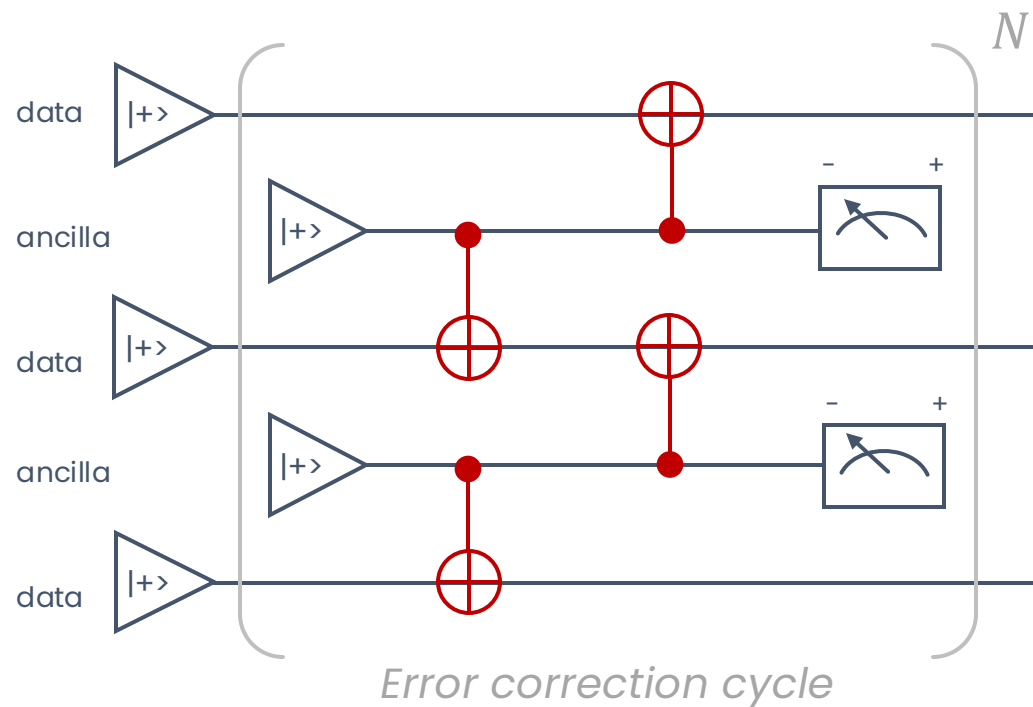 N
data
|+>
- +
ancilla
|+>
data
|+>
- +
ancilla
|+>
data
|+>
Error correction cycle